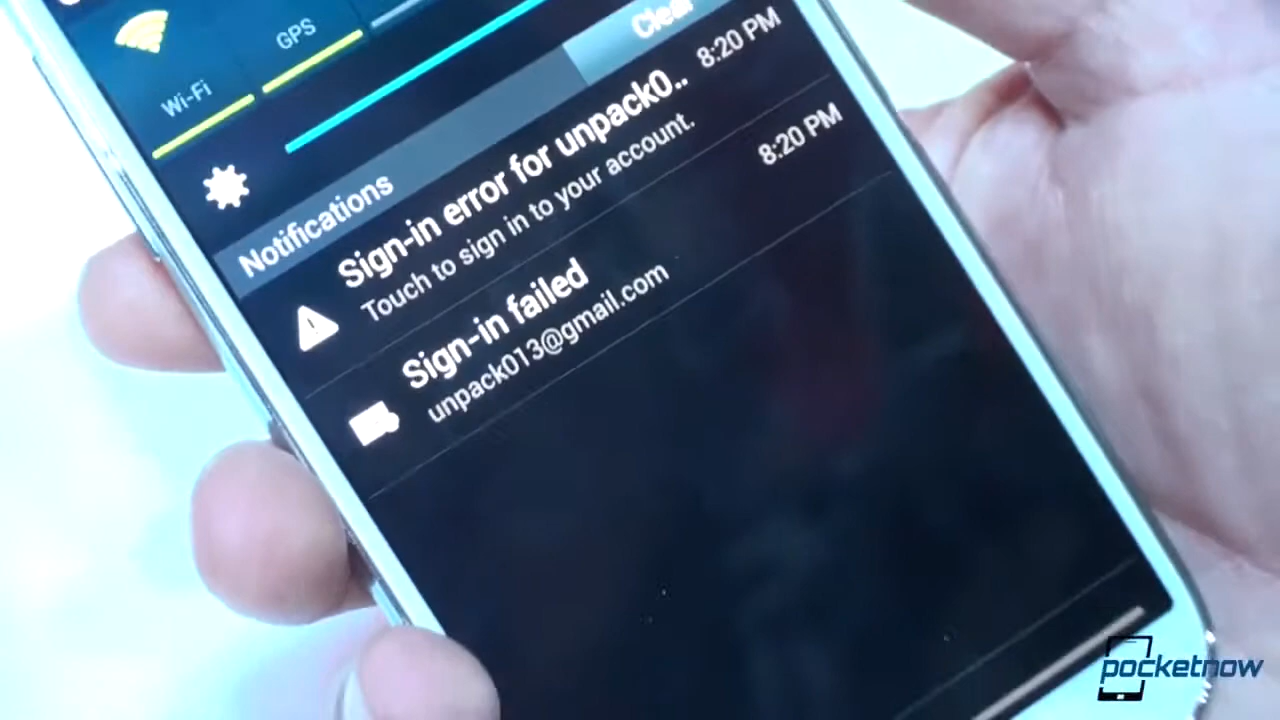 Wi-Fi
GPS
Notifications
Clear
Sign-in error for unpack0..
8:20 PM
Touch to sign in to your account.
Sign-in failed
8:20 PM
unpack013@gmail.com
pocketnow